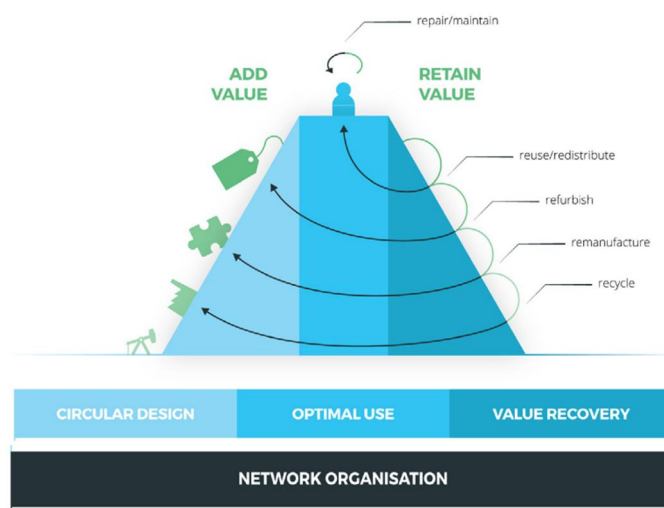 repair/maintain
ADD
VALUE
RETAIN
VALUE
reuse/redistribute
refurbish
remanufacture
recycle
CIRCULAR DESIGN
OPTIMAL USE
VALUE RECOVERY
NETWORK ORGANISATION